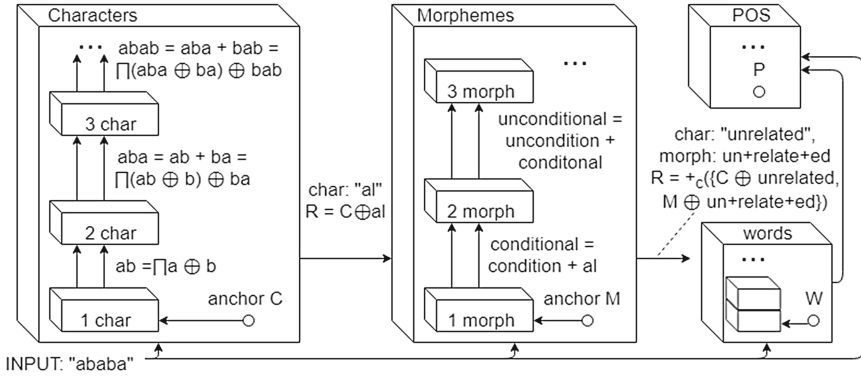 Characters
...
abab = aba + bab =
∏(aba ⊕ ba) ⊕ bab
3 char
aba = ab + ba =
∏(ab ⊕ b) ⊕ ba
2 char
ab =∏a ⊕ b
anchor C
1 char
char: "al"
R = C⊕al
Morphemes
...
3 morph
unconditional =
uncondition +
conditonal
2 morph
conditional =
condition + al
anchor M
1 morph
POS
...
P
char: "unrelated",
morph: un+relate+ed
R = +c({C ⊕ unrelated,
M ⊕ un+relate+ed})
words
...
W
INPUT: "ababa"